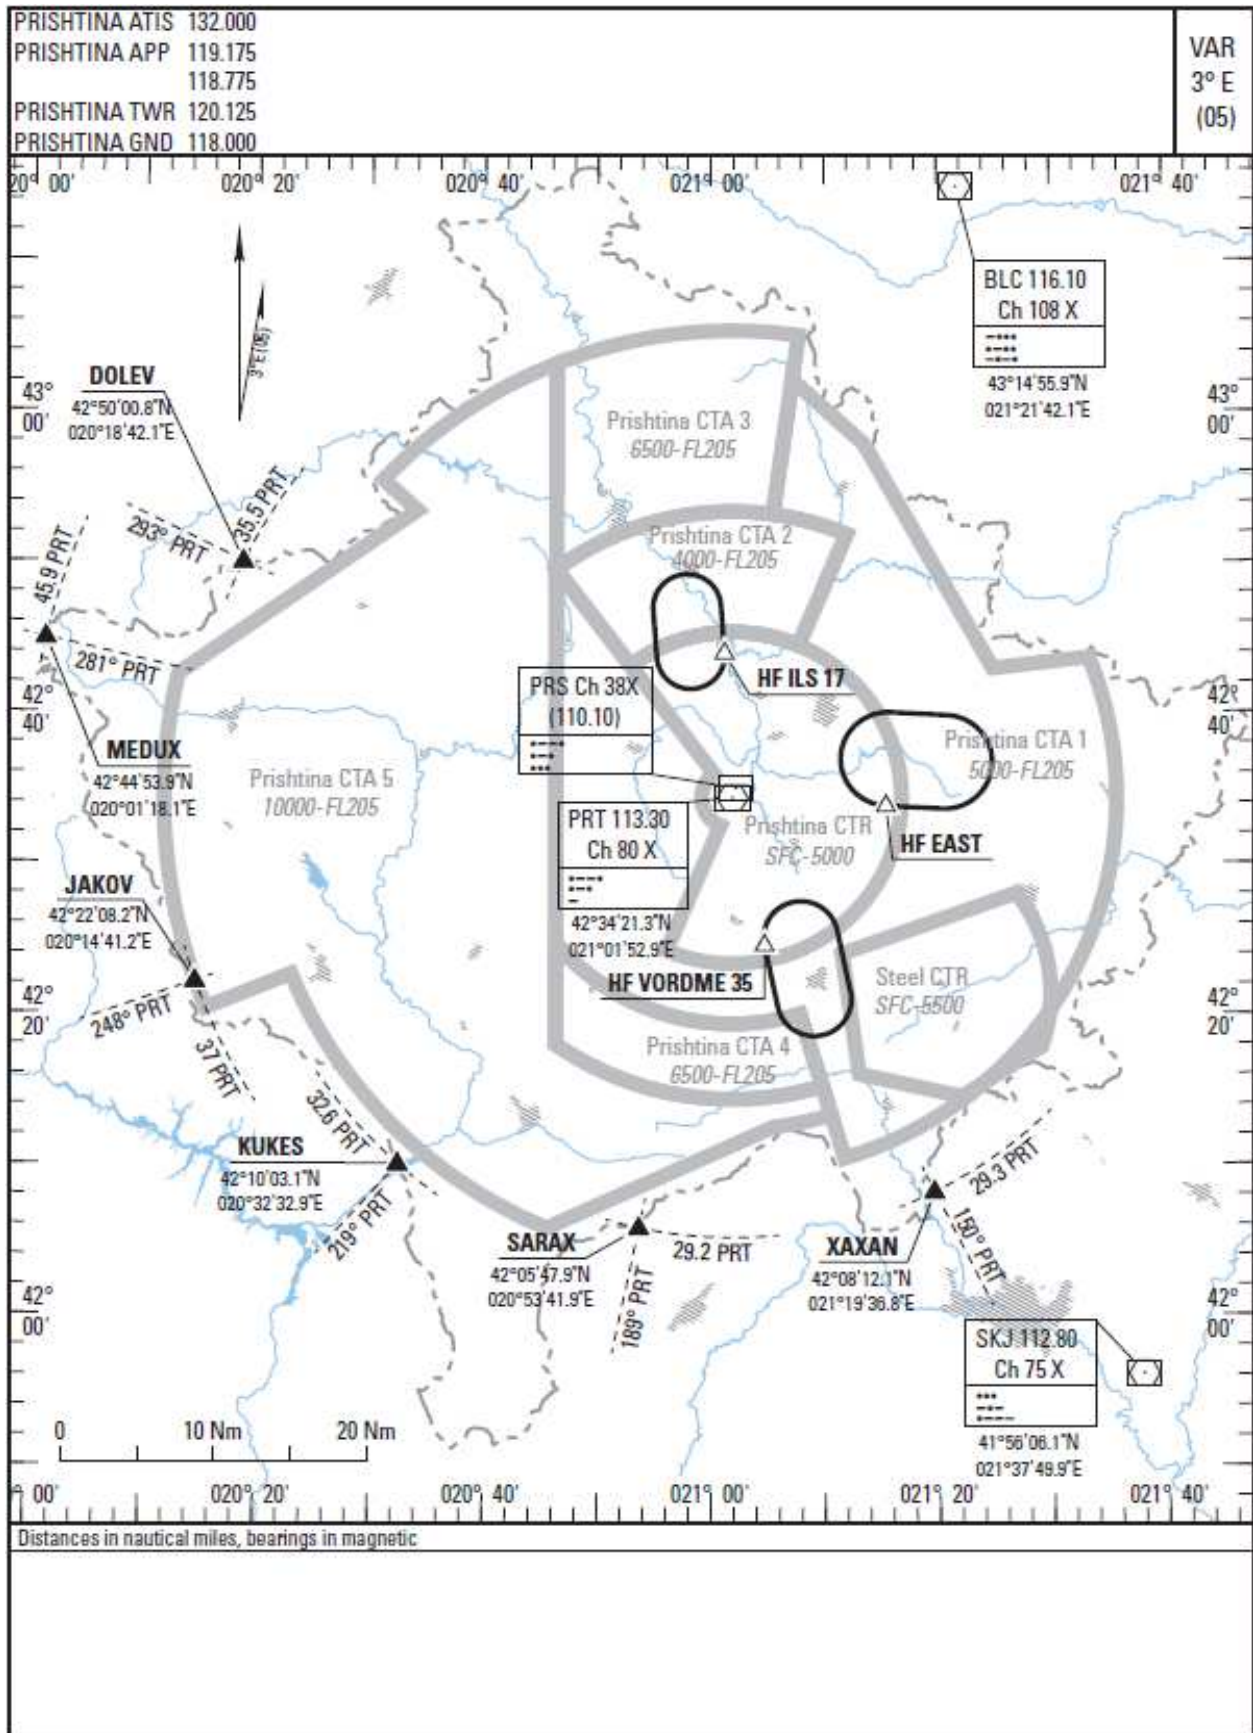 PRISHTINA ATIS 132.000
PRISHTINA APP 119.175
118.775
PRISHTINA TWR 120.125
PRISHTINA GND 118.000
VAR
3° E
(05)
20° 00'
020° 20'
020° 40'
021° 00'
021° 40'
3° E (05)
BLC 116.10
Ch 108 X
43°14'55.9"N
021°21'42.1"E
DOLEV
42°50'00.8"N
020°18'42.1"E
43°
00'
43°
00'
Prishtina CTA 3
6500-FL205
35.5 PRT
293° PRT
45.9 PRT
Prishtina CTA 2
4000-FL205
281° PRT
HF ILS 17
PRS Ch 38X
(110.10)
42°
40'
42°
40'
MEDUX
42°44'53.9"N
020°01'18.1"E
Prishtina CTA 5
10000-FL205
Prishtina CTA 1
5000-FL205
PRT 113.30
Ch 80 X
42°34'21.3"N
021°01'52.9"E
Prishtina CTR
SFC-5000
HF EAST
JAKOV
42°22'08.2"N
020°14'41.2"E
HF VORDME 35
Steel CTR
SFC-5500
42°
20'
42°
20'
248° PRT
37 PRT
Prishtina CTA 4
6500-FL205
32.6 PRT
KUKES
42°10'03.1"N
020°32'32.9"E
219° PRT
29.3 PRT
150° PRT
SARAX
42°05'47.9"N
020°53'41.9"E
29.2 PRT
189° PRT
XAXAN
42°08'12.1"N
021°19'36.8"E
42°
00'
42°
00'
SKJ 112.80
Ch 75 X
41°56'06.1"N
021°37'49.9"E
0 10 Nm 20 Nm
00'
020° 20'
020° 40'
021° 00'
021° 20'
021° 40'
Distances in nautical miles, bearings in magnetic